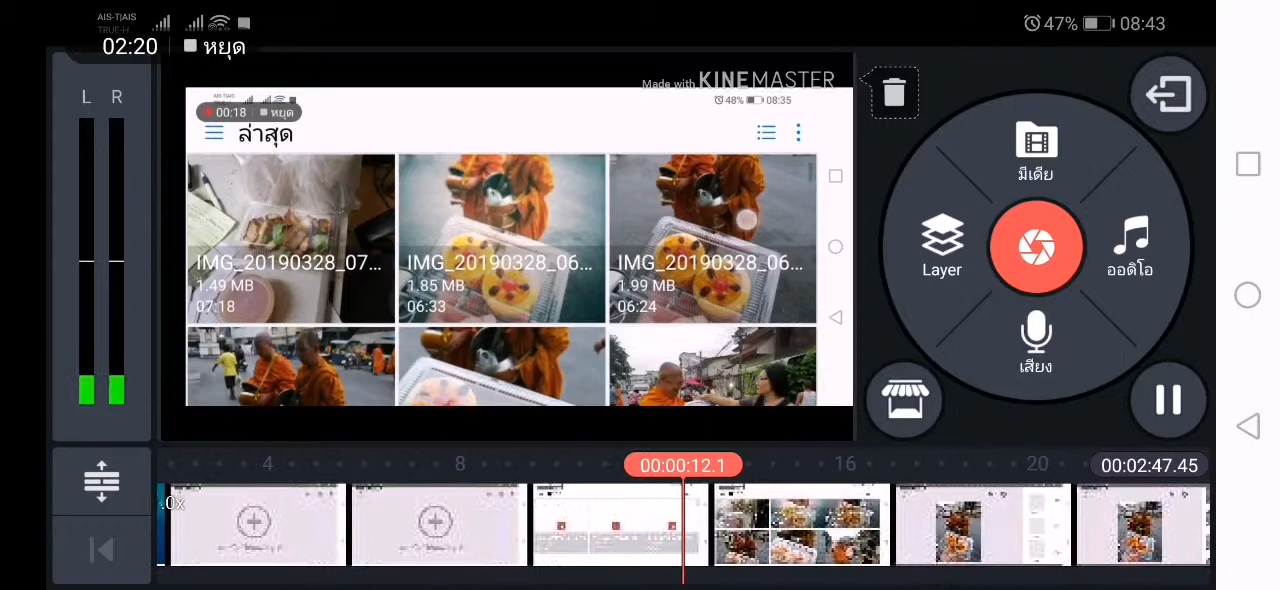 AIS-T|AIS
TRUE-H
47%
08:43
02:20
หยุด
L R
Made with KINEMASTER
48%
08:35
00:18
หยุด
ล่าสุด
IMG_20190328_07...
1.49 MB
07:18
IMG_20190328_06...
1.85 MB
06:33
IMG_20190328_06...
1.99 MB
06:24
มีเดีย
Layer
ออดิโอ
เสียง
4
8
00:00:12.1
16
20
00:02:47.45
.0x